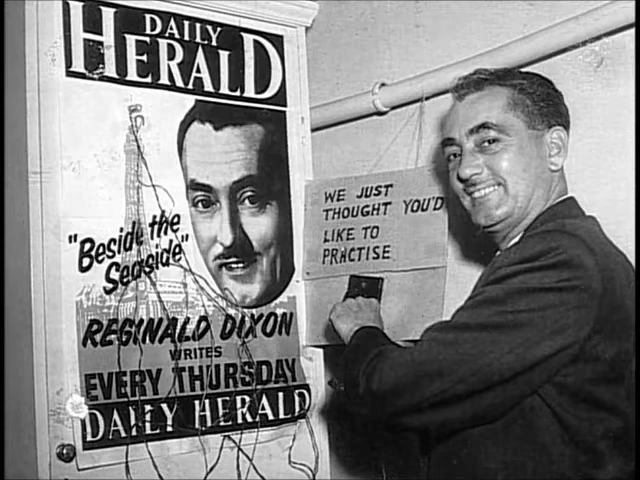 DAILY
HERALD
"Beside the
Seaside"
REGINALD DIXON
WRITES
EVERY THURSDAY
DAILY HERALD
WE JUST
THOUGHT YOU'D
LIKE TO
PRACTISE